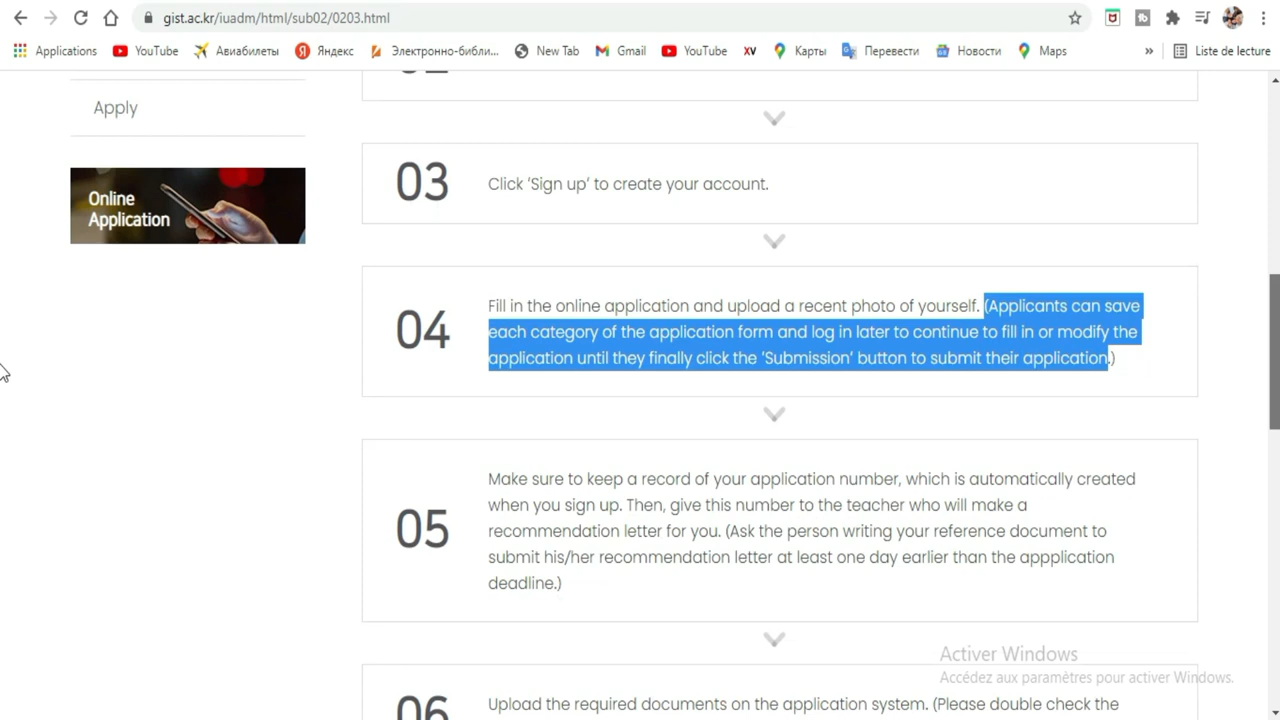 gist.ac.kr/iuadm/html/sub02/0203.html
Applications YouTube Авиабилеты Яндекс Электронно-библи... New Tab Gmail YouTube XV Карты Перевести Новости Maps » Liste de lecture
Apply
Online
Application
03
Click ‘Sign up’ to create your account.
04
Fill in the online application and upload a recent photo of yourself. (Applicants can save
each category of the application form and log in later to continue to fill in or modify the
application until they finally click the ‘Submission’ button to submit their application.)
05
Make sure to keep a record of your application number, which is automatically created
when you sign up. Then, give this number to the teacher who will make a
recommendation letter for you. (Ask the person writing your reference document to
submit his/her recommendation letter at least one day earlier than the appplication
deadline.)
06
Upload the required documents on the application system. (Please double check the
Activer Windows
Accédez aux paramètres pour activer Windows.